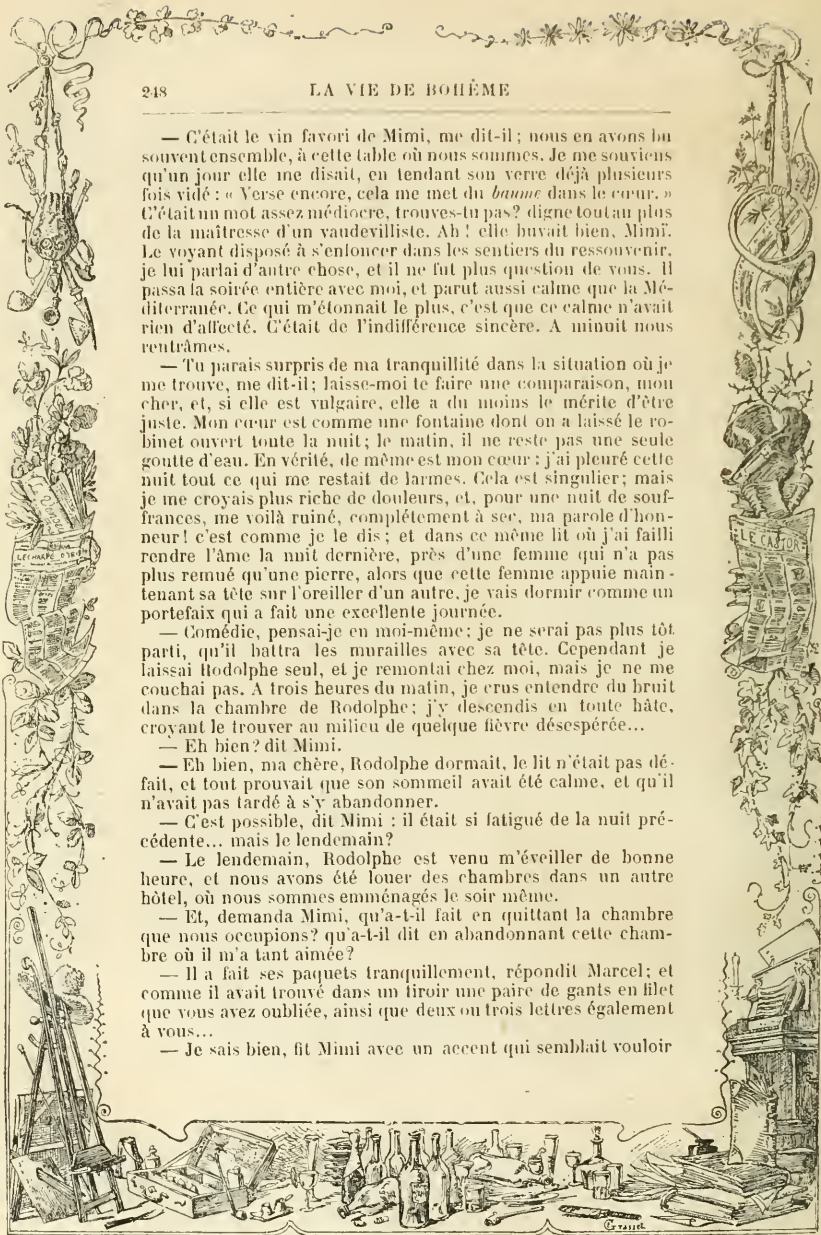 248 LA VIE DE BOHÈME
— C'était le vin favori de Mimi, me dit-il ; nous en avons bu
souvent ensemble, à cette table où nous sommes. Je me souviens
qu'un jour elle me disait, en tendant son verre déjà plusieurs
fois vidé : « Verse encore, cela me met du baume dans le cœur. »
C'était un mot assez médiocre, trouves-tu pas? digne tout au plus
de la maîtresse d'un vaudevilliste. Ah ! elle buvait bien, Mimi.
Le voyant disposé à s'enfoncer dans les sentiers du ressouvenir,
je lui parlai d'autre chose, et il ne fut plus question de vous. Il
passa la soirée entière avec moi, et parut aussi calme que la Mé-
diterranée. Ce qui m'étonnait le plus, c'est que ce calme n'avait
rien d'affecté. C'était de l'indifférence sincère. A minuit nous
rentrâmes.
— Tu parais surpris de ma tranquillité dans la situation où je
me trouve, me dit-il; laisse-moi te faire une comparaison, mon
cher, et, si elle est vulgaire, elle a du moins le mérite d'être
juste. Mon cœur est comme une fontaine dont on a laissé le ro-
binet ouvert toute la nuit; le matin, il ne reste pas une seule
goutte d'eau. En vérité, de même est mon cœur : j'ai pleuré cette
nuit tout ce qui me restait de larmes. Cela est singulier; mais
je me croyais plus riche de douleurs, et, pour une nuit de souf-
frances, me voilà ruiné, complétement à sec, ma parole d'hon-
neur! c'est comme je le dis; et dans ce même lit où j'ai failli
rendre l'âme la nuit dernière, près d'une femme qui n'a pas
plus remué qu'une pierre, alors que cette femme appuie main-
tenant sa tête sur l'oreiller d'un autre, je vais dormir comme un
portefaix qui a fait une excellente journée.
— Comédie, pensai-je en moi-même; je ne serai pas plus tôt
parti, qu'il battra les murailles avec sa tête. Cependant je
laissai Rodolphe seul, et je remontai chez moi, mais je ne me
couchai pas. A trois heures du matin, je crus entendre du bruit
dans la chambre de Rodolphe; j'y descendis en toute hâte,
croyant le trouver au milieu de quelque fièvre désespérée...
— Eh bien? dit Mimi.
— Eh bien, ma chère, Rodolphe dormait, le lit n'était pas dé-
fait, et tout prouvait que son sommeil avait été calme, et qu'il
n'avait pas tardé à s'y abandonner.
— C'est possible, dit Mimi : il était si fatigué de la nuit pré-
cédente... mais le lendemain?
— Le lendemain, Rodolphe est venu m'éveiller de bonne
heure, et nous avons été louer des chambres dans un autre
hôtel, où nous sommes emménagés le soir même.
— Et, demanda Mimi, qu'a-t-il fait en quittant la chambre
que nous occupions? qu'a-t-il dit en abandonnant cette cham-
bre où il m'a tant aimée?
— Il a fait ses paquets tranquillement, répondit Marcel; et
comme il avait trouvé dans un tiroir une paire de gants en filet
que vous avez oubliée, ainsi que deux ou trois lettres également
à vous...
— Je sais bien, fit Mimi avec un accent qui semblait vouloir
LE CASTOR
L'ECHARPE D'IRIS
Grasset